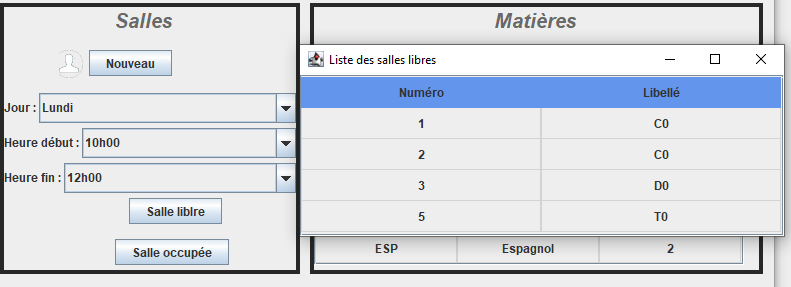 Salles
Nouveau
Jour : Lundi
Heure début : 10h00
Heure fin : 12h00
Salle liblre
Salle occupée
Matières
Liste des salles libres
Numéro Libellé
1 C0
2 C0
3 D0
5 T0
ESP Espagnol 2